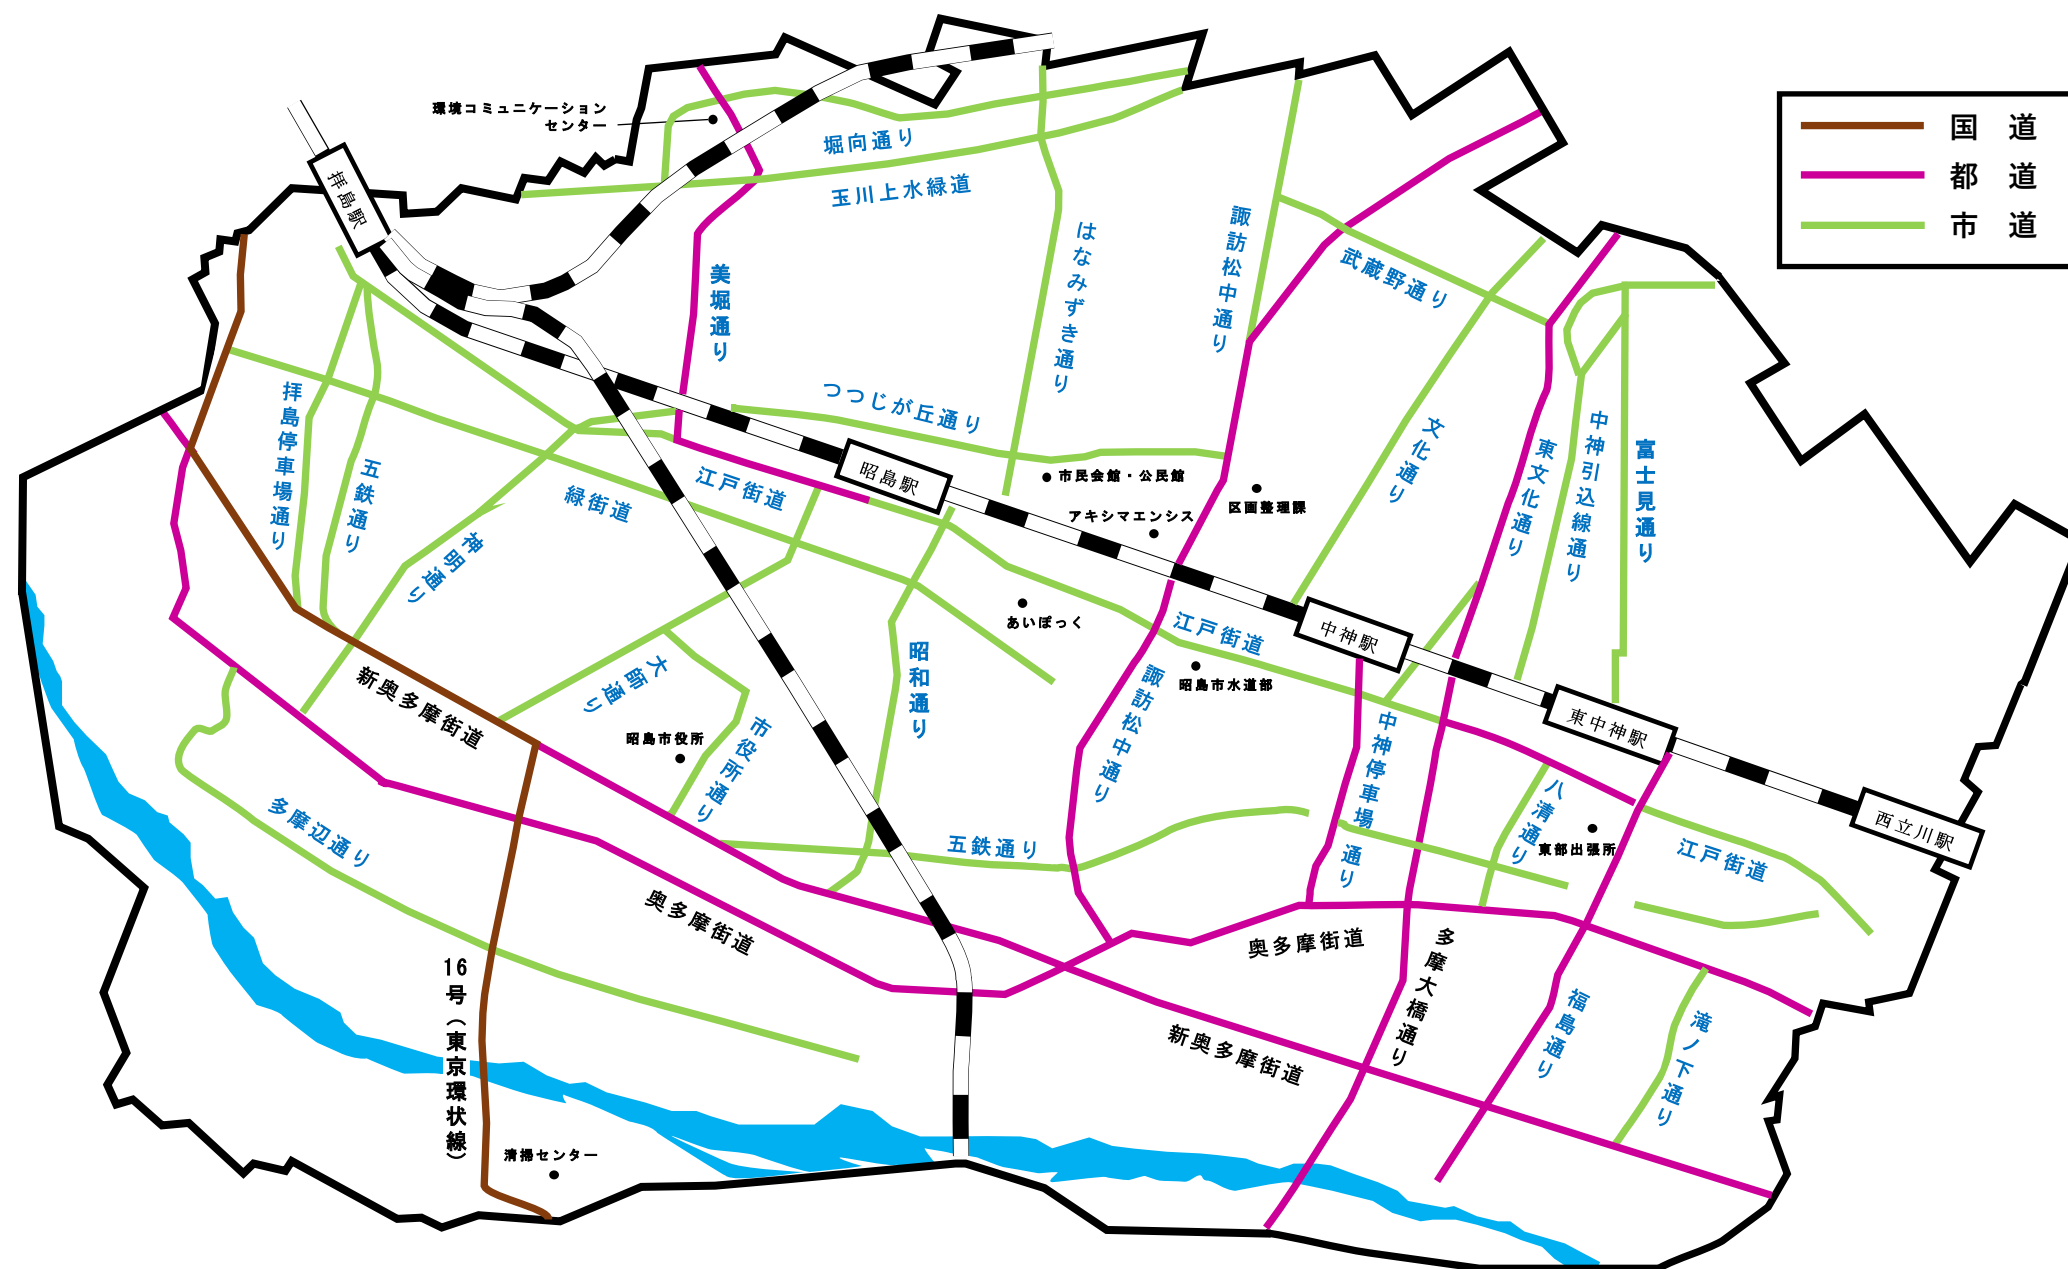 国　道
都　道
市　道
環境コミュニケーション
センター
堀向通り
玉川上水緑道
拝島駅
美堀通り
はなみずき通り
諏訪松中通り
武蔵野通り
つつじが丘通り
拝島停車場通り
五鉄通り
神明通り
緑街道
江戸街道
昭島駅
市民会館・公民館
アキシマエンシス
区画整理課
文化通り
東文化通り
中神引込線通り
富士見通り
あいぽっく
江戸街道
中神駅
昭島市水道部
諏訪松中通り
昭和通り
大師通り
新奥多摩街道
昭島市役所
市役所通り
東中神駅
中神停車場通り
八清通り
東部出張所
江戸街道
西立川駅
多摩辺通り
五鉄通り
奥多摩街道
奥多摩街道
多摩大橋通り
16号（東京環状線）
新奥多摩街道
福島通り
滝ノ下通り
清掃センター